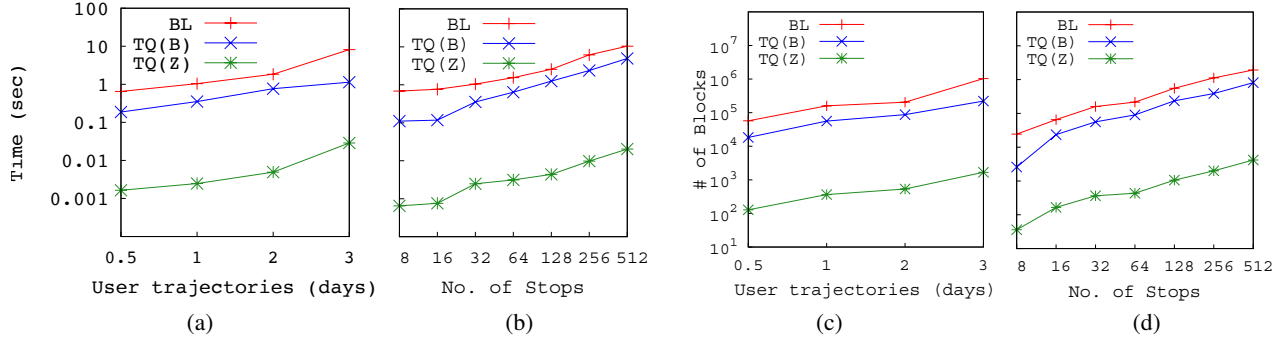 BL
TQ(B)
TQ(Z)
100
10
1
0.1
0.01
0.001
Time (sec)
0.5 1 2 3
User trajectories (days)
(a)
BL
TQ(B)
TQ(Z)
8 16 32 64 128 256 512
No. of Stops
(b)
BL
TQ(B)
TQ(Z)
10^7
10^6
10^5
10^4
10^3
10^2
10^1
# of Blocks
0.5 1 2 3
User trajectories (days)
(c)
BL
TQ(B)
TQ(Z)
8 16 32 64 128 256 512
No. of Stops
(d)